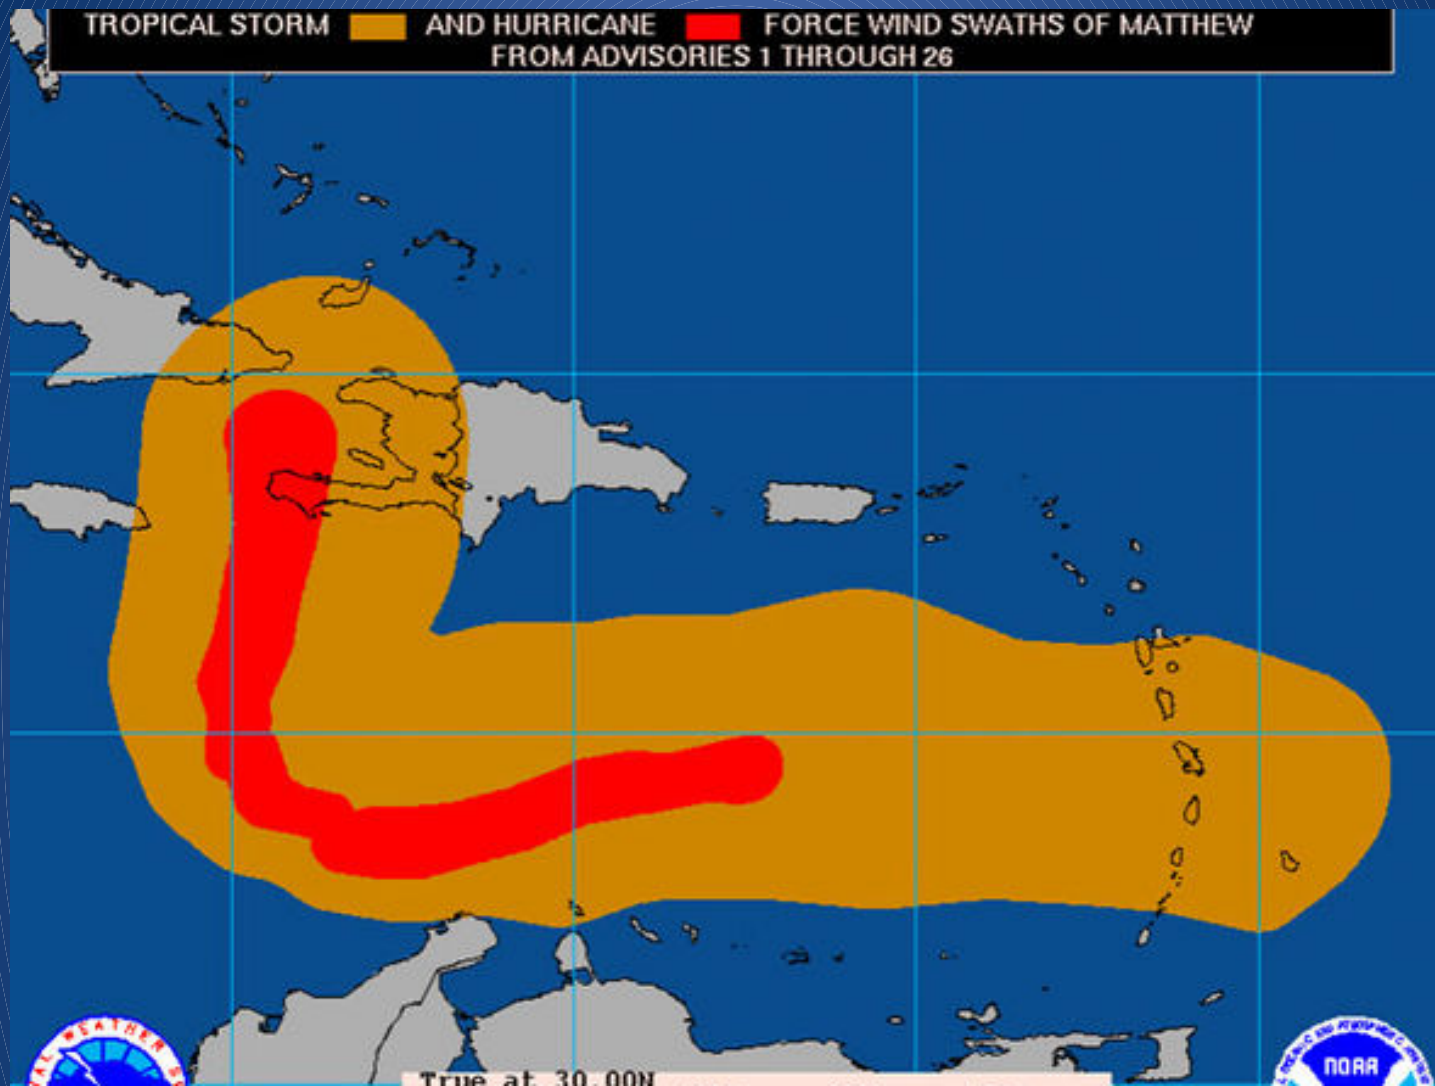 TROPICAL STORM AND HURRICANE FORCE WIND SWATHS OF MATTHEW
FROM ADVISORIES 1 THROUGH 26
WEATHER
NOAA
True at 30.00N